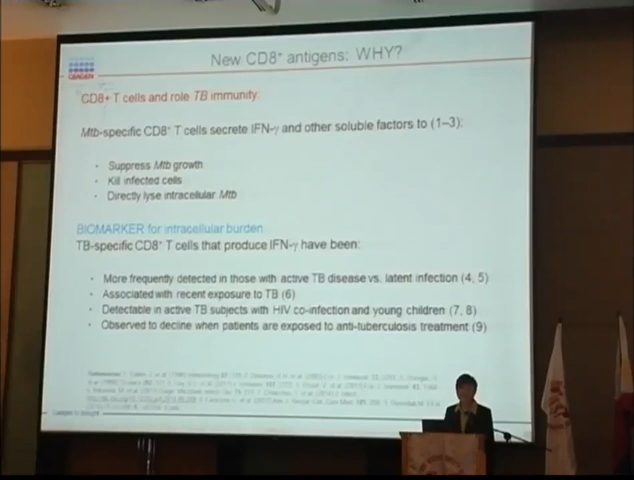 New CD8⁺ antigens: WHY?
CD8+ T cells and role TB immunity:
Mtb-specific CD8⁺ T cells secrete IFN-γ and other soluble factors to (1–3):
• Suppress Mtb growth
• Kill infected cells
• Directly lyse intracellular Mtb
BIOMARKER for intracellular burden
TB-specific CD8⁺ T cells that produce IFN-γ have been:
• More frequently detected in those with active TB disease vs. latent infection (4, 5)
• Associated with recent exposure to TB (6)
• Detectable in active TB subjects with HIV co-infection and young children (7, 8)
• Observed to decline when patients are exposed to anti-tuberculosis treatment (9)